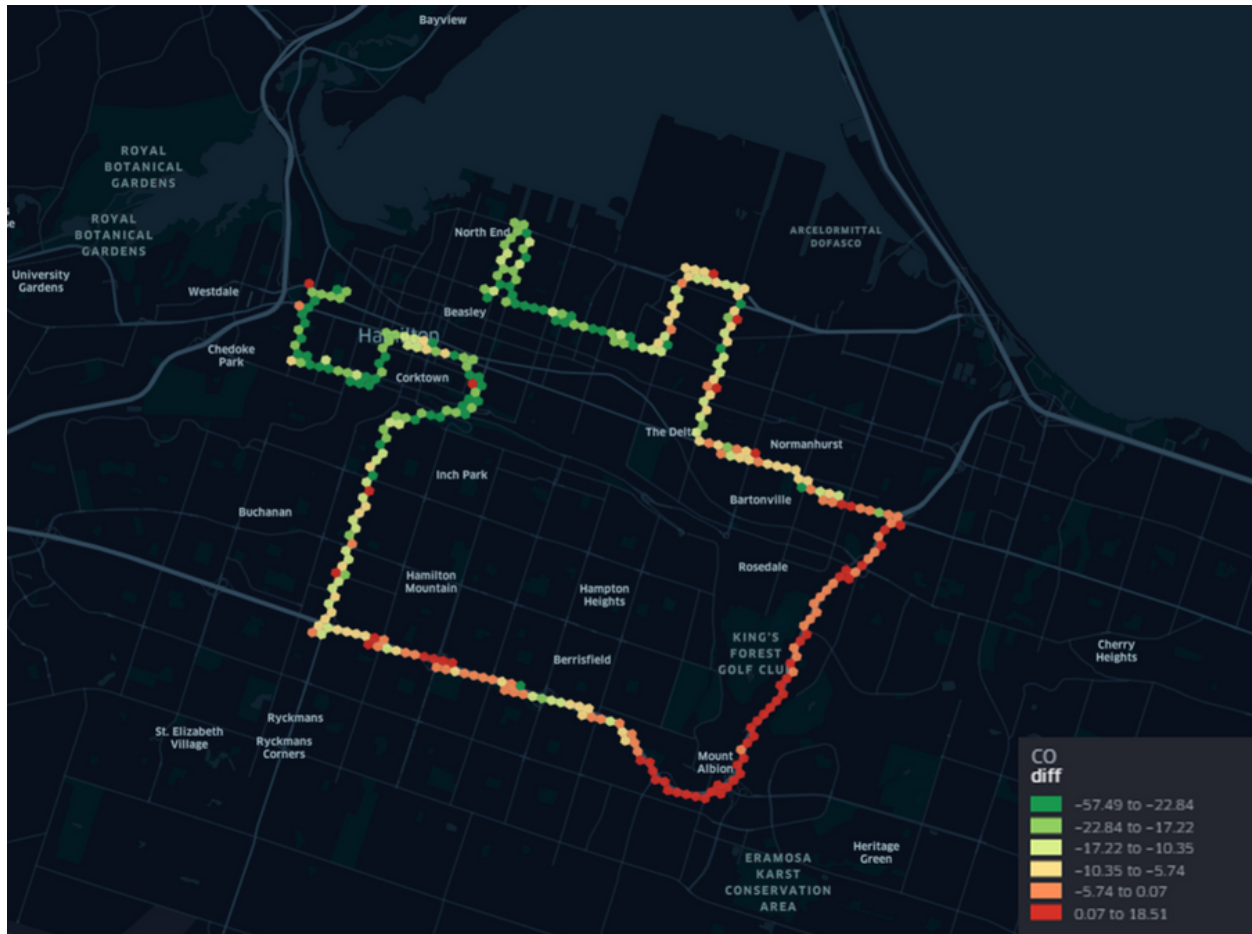 Bayview
ROYAL
BOTANICAL
GARDENS
ROYAL
BOTANICAL
GARDENS
North End
ARCELORMITTAL
DOFASCO
University
Gardens
Westdale
Beasley
Hamilton
Chedoke
Park
Corktown
The Delta
Normanhurst
Inch Park
Bartonville
Buchanan
Rosedale
Hamilton
Mountain
Hampton
Heights
KING'S
FOREST
GOLF CLU
Berrisfield
Cherry
Heights
Ryckmans
St. Elizabeth
Village
Ryckmans
Corners
Mount
Albion
Heritage
Green
ERAMOSA
KARST
CONSERVATION
AREA
CO
diff
−57.49 to −22.84
−22.84 to −17.22
−17.22 to −10.35
−10.35 to −5.74
−5.74 to 0.07
0.07 to 18.51